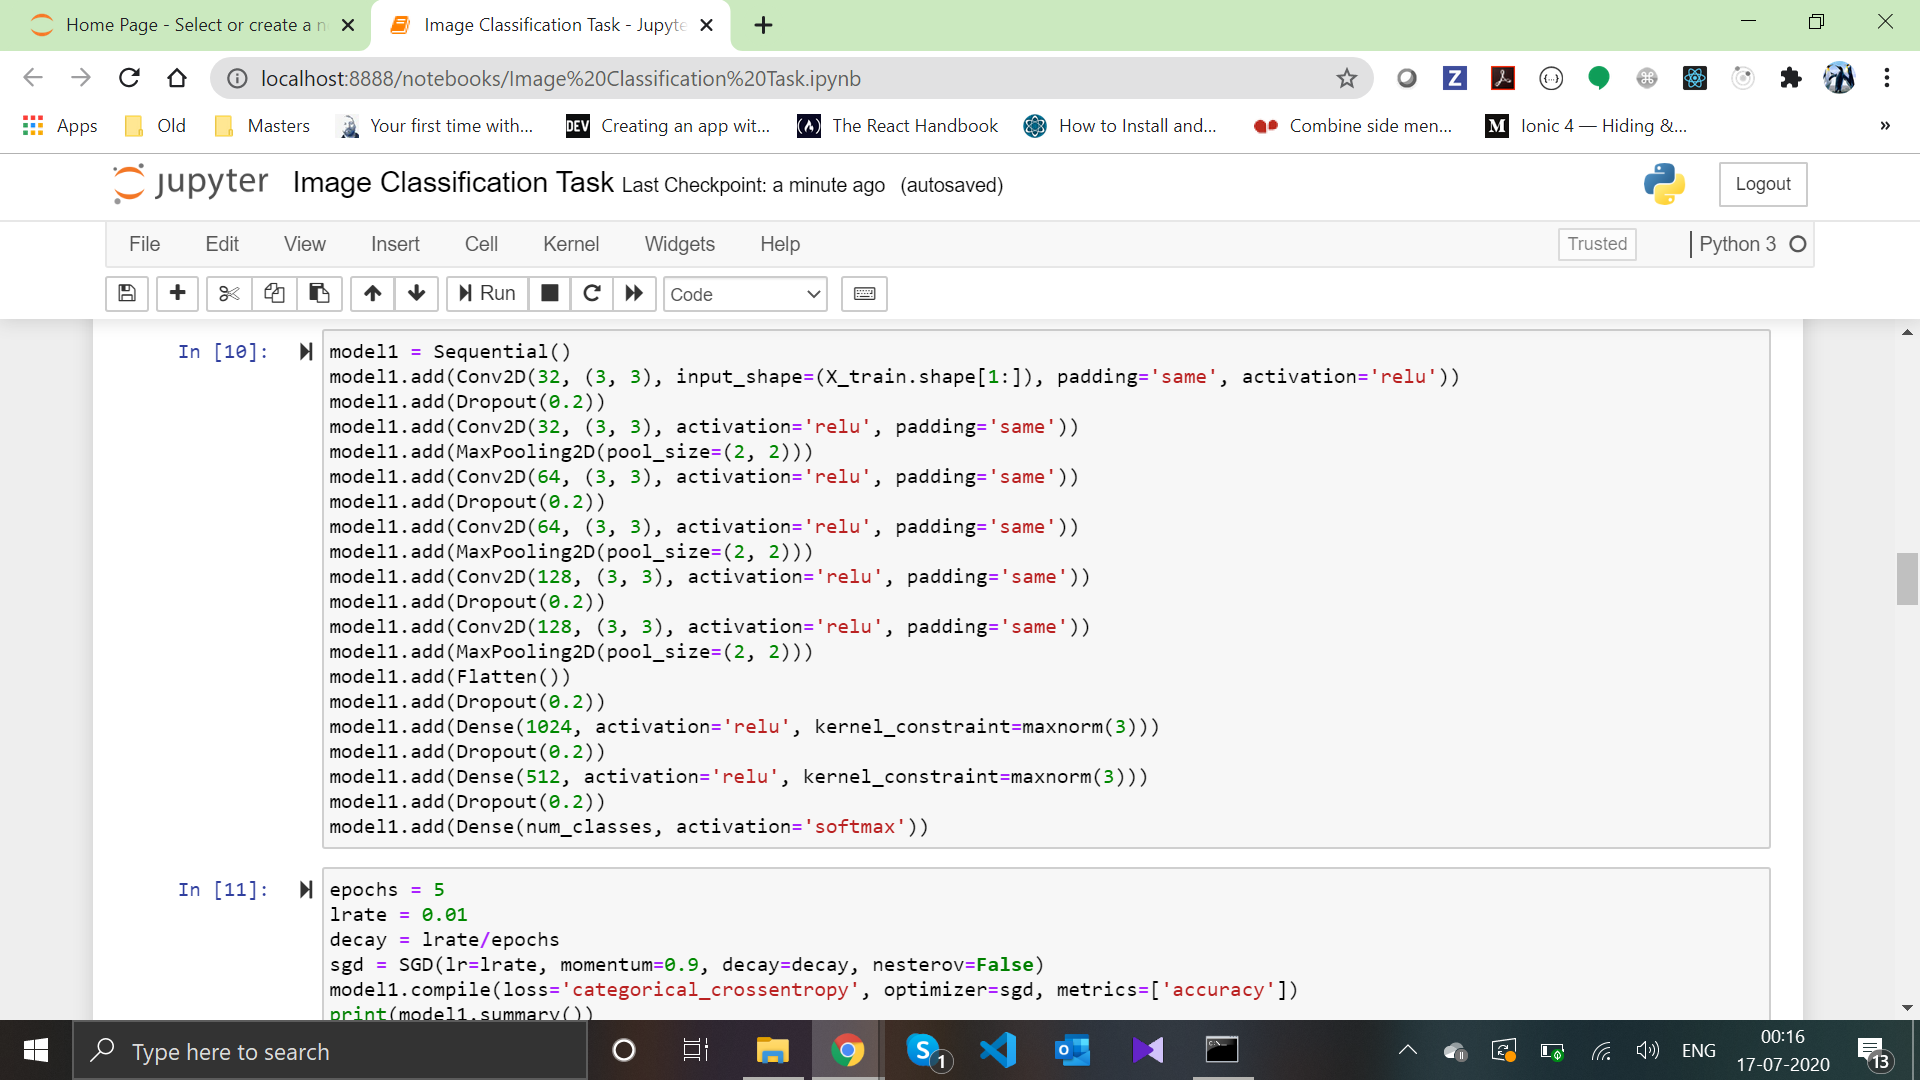 Home Page - Select or create a n
Image Classification Task - Jupyte
localhost:8888/notebooks/Image%20Classification%20Task.ipynb
Apps
Old
Masters
Your first time with...
DEV
Creating an app wit...
The React Handbook
How to Install and...
Combine side men...
M
Ionic 4 — Hiding &...
»
jupyter
Image Classification Task Last Checkpoint: a minute ago (autosaved)
Logout
File
Edit
View
Insert
Cell
Kernel
Widgets
Help
Trusted
Python 3
Run
Code
In [10]:
model1 = Sequential()
model1.add(Conv2D(32, (3, 3), input_shape=(X_train.shape[1:]), padding='same', activation='relu'))
model1.add(Dropout(0.2))
model1.add(Conv2D(32, (3, 3), activation='relu', padding='same'))
model1.add(MaxPooling2D(pool_size=(2, 2)))
model1.add(Conv2D(64, (3, 3), activation='relu', padding='same'))
model1.add(Dropout(0.2))
model1.add(Conv2D(64, (3, 3), activation='relu', padding='same'))
model1.add(MaxPooling2D(pool_size=(2, 2)))
model1.add(Conv2D(128, (3, 3), activation='relu', padding='same'))
model1.add(Dropout(0.2))
model1.add(Conv2D(128, (3, 3), activation='relu', padding='same'))
model1.add(MaxPooling2D(pool_size=(2, 2)))
model1.add(Flatten())
model1.add(Dropout(0.2))
model1.add(Dense(1024, activation='relu', kernel_constraint=maxnorm(3)))
model1.add(Dropout(0.2))
model1.add(Dense(512, activation='relu', kernel_constraint=maxnorm(3)))
model1.add(Dropout(0.2))
model1.add(Dense(num_classes, activation='softmax'))
In [11]:
epochs = 5
lrate = 0.01
decay = lrate/epochs
sgd = SGD(lr=lrate, momentum=0.9, decay=decay, nesterov=False)
model1.compile(loss='categorical_crossentropy', optimizer=sgd, metrics=['accuracy'])
print(model1.summary())
Type here to search
1
ENG
00:16
17-07-2020
13